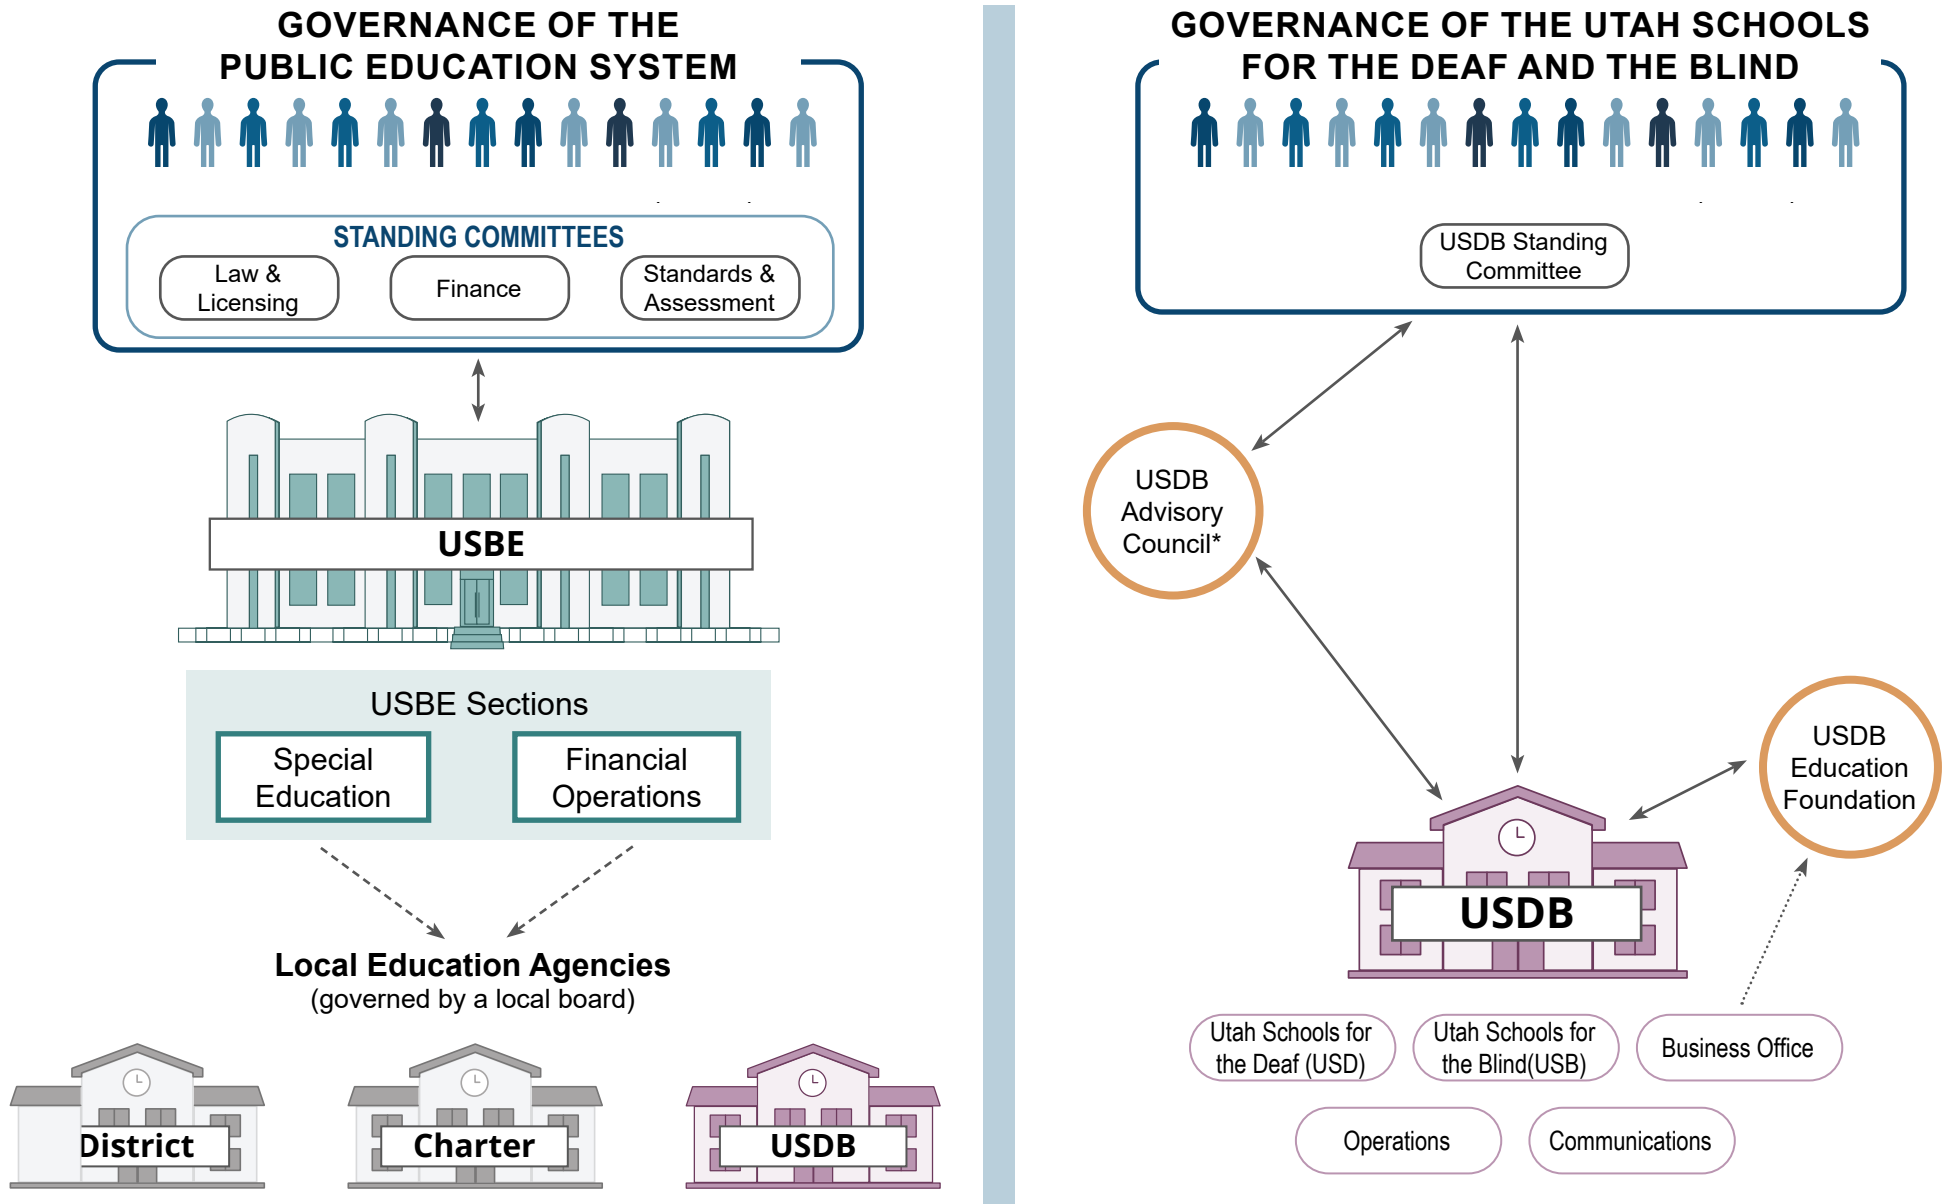 GOVERNANCE OF THE
PUBLIC EDUCATION SYSTEM
STANDING COMMITTEES
Law &
Licensing
Finance
Standards &
Assessment
USBE
USBE Sections
Special
Education
Financial
Operations
Local Education Agencies
(governed by a local board)
District
Charter
USDB
GOVERNANCE OF THE UTAH SCHOOLS
FOR THE DEAF AND THE BLIND
USDB Standing
Committee
USDB
Advisory
Council*
USDB
Education
Foundation
USDB
Utah Schools for
the Deaf (USD)
Utah Schools for
the Blind(USB)
Business Office
Operations
Communications